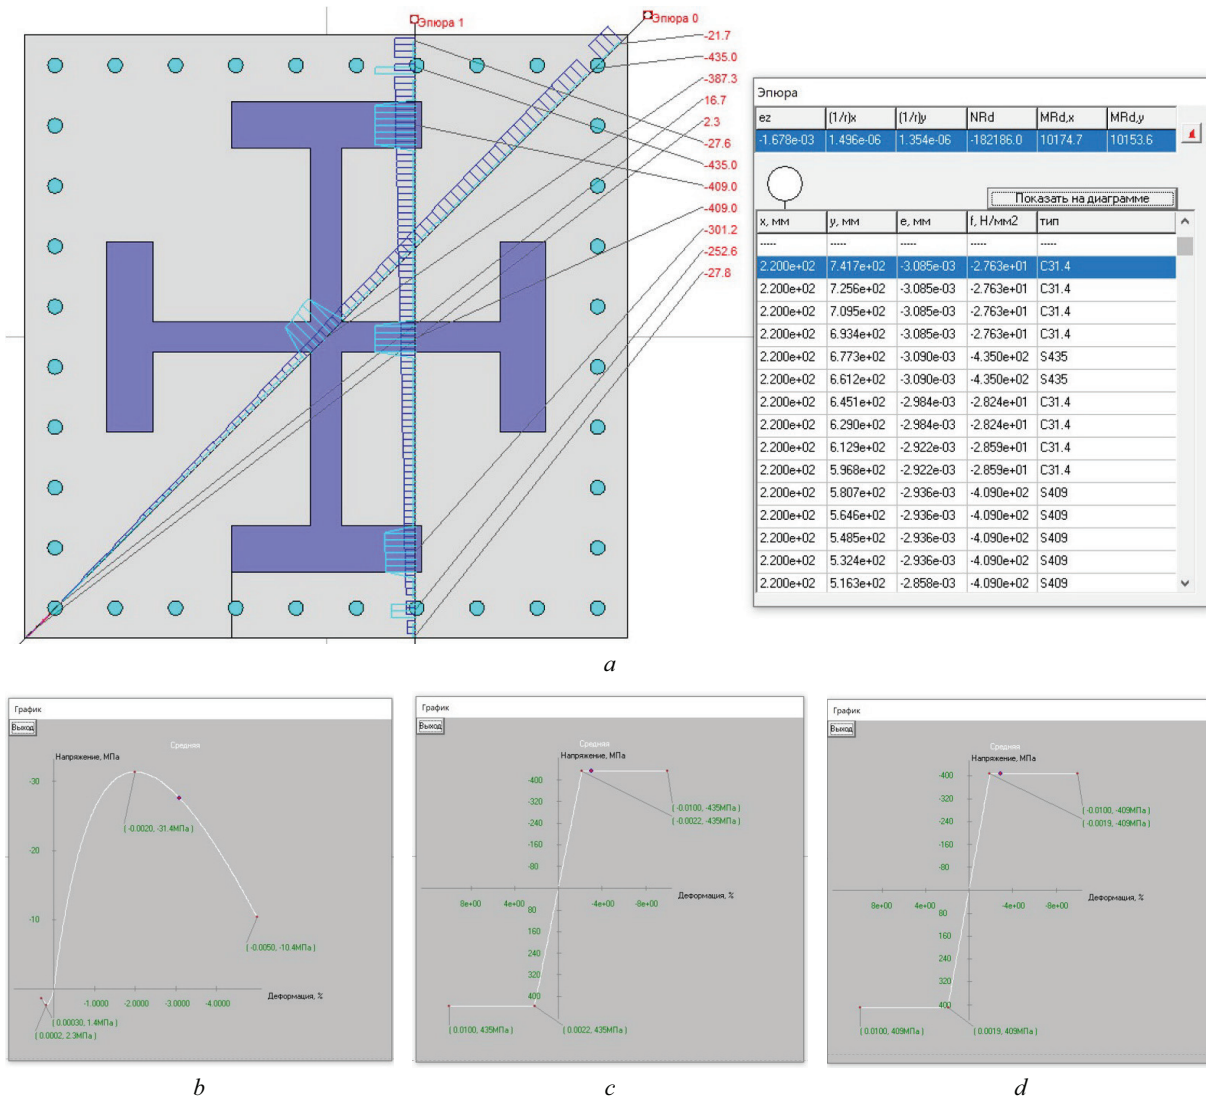 Эпюра 1
Эпюра 0
-21.7
-435.0
-387.3
16.7
2.3
-27.6
-435.0
-409.0
-409.0
-301.2
-252.6
-27.8
Эпюра
ez (1/r)x (1/r)y NRd MRd,x MRd,y
-1.678e-03 1.496e-06 1.354e-06 -182186.0 10174.7 10153.6
Показать на диаграмме
x, мм y, мм e, мм f, Н/мм2 тип
----- ----- ----- ----- -----
2.200e+02 7.417e+02 -3.085e-03 -2.763e+01 C31.4
2.200e+02 7.256e+02 -3.085e-03 -2.763e+01 C31.4
2.200e+02 7.095e+02 -3.085e-03 -2.763e+01 C31.4
2.200e+02 6.934e+02 -3.085e-03 -2.763e+01 C31.4
2.200e+02 6.773e+02 -3.090e-03 -4.350e+02 S435
2.200e+02 6.612e+02 -3.090e-03 -4.350e+02 S435
2.200e+02 6.451e+02 -2.984e-03 -2.824e+01 C31.4
2.200e+02 6.290e+02 -2.984e-03 -2.824e+01 C31.4
2.200e+02 6.129e+02 -2.922e-03 -2.859e+01 C31.4
2.200e+02 5.968e+02 -2.922e-03 -2.859e+01 C31.4
2.200e+02 5.807e+02 -2.936e-03 -4.090e+02 S409
2.200e+02 5.646e+02 -2.936e-03 -4.090e+02 S409
2.200e+02 5.485e+02 -2.936e-03 -4.090e+02 S409
2.200e+02 5.324e+02 -2.936e-03 -4.090e+02 S409
2.200e+02 5.163e+02 -2.858e-03 -4.090e+02 S409
a
График
Выход
Средняя
Напряжение, МПа
-30
(-0.0020, -31.4МПа )
-20
-10
(-0.0050, -10.4МПа )
-1.0000 -2.0000 -3.0000 -4.0000
Деформация, %
( 0.00030, 1.4МПа )
( 0.0002, 2.3МПа )
b
График
Выход
Средняя
Напряжение, МПа
-400
-320
-240
-160
-80
(-0.0100, -435МПа )
(-0.0022, -435МПа )
Деформация, %
8e+00 4e+00 -4e+00 -8e+00
80
160
240
320
400
( 0.0100, 435МПа )
( 0.0022, 435МПа )
c
График
Выход
Средняя
Напряжение, МПа
-400
-320
-240
-160
-80
(-0.0100, -409МПа )
(-0.0019, -409МПа )
Деформация, %
8e+00 4e+00 -4e+00 -8e+00
80
160
240
320
400
( 0.0100, 409МПа )
( 0.0019, 409МПа )
d